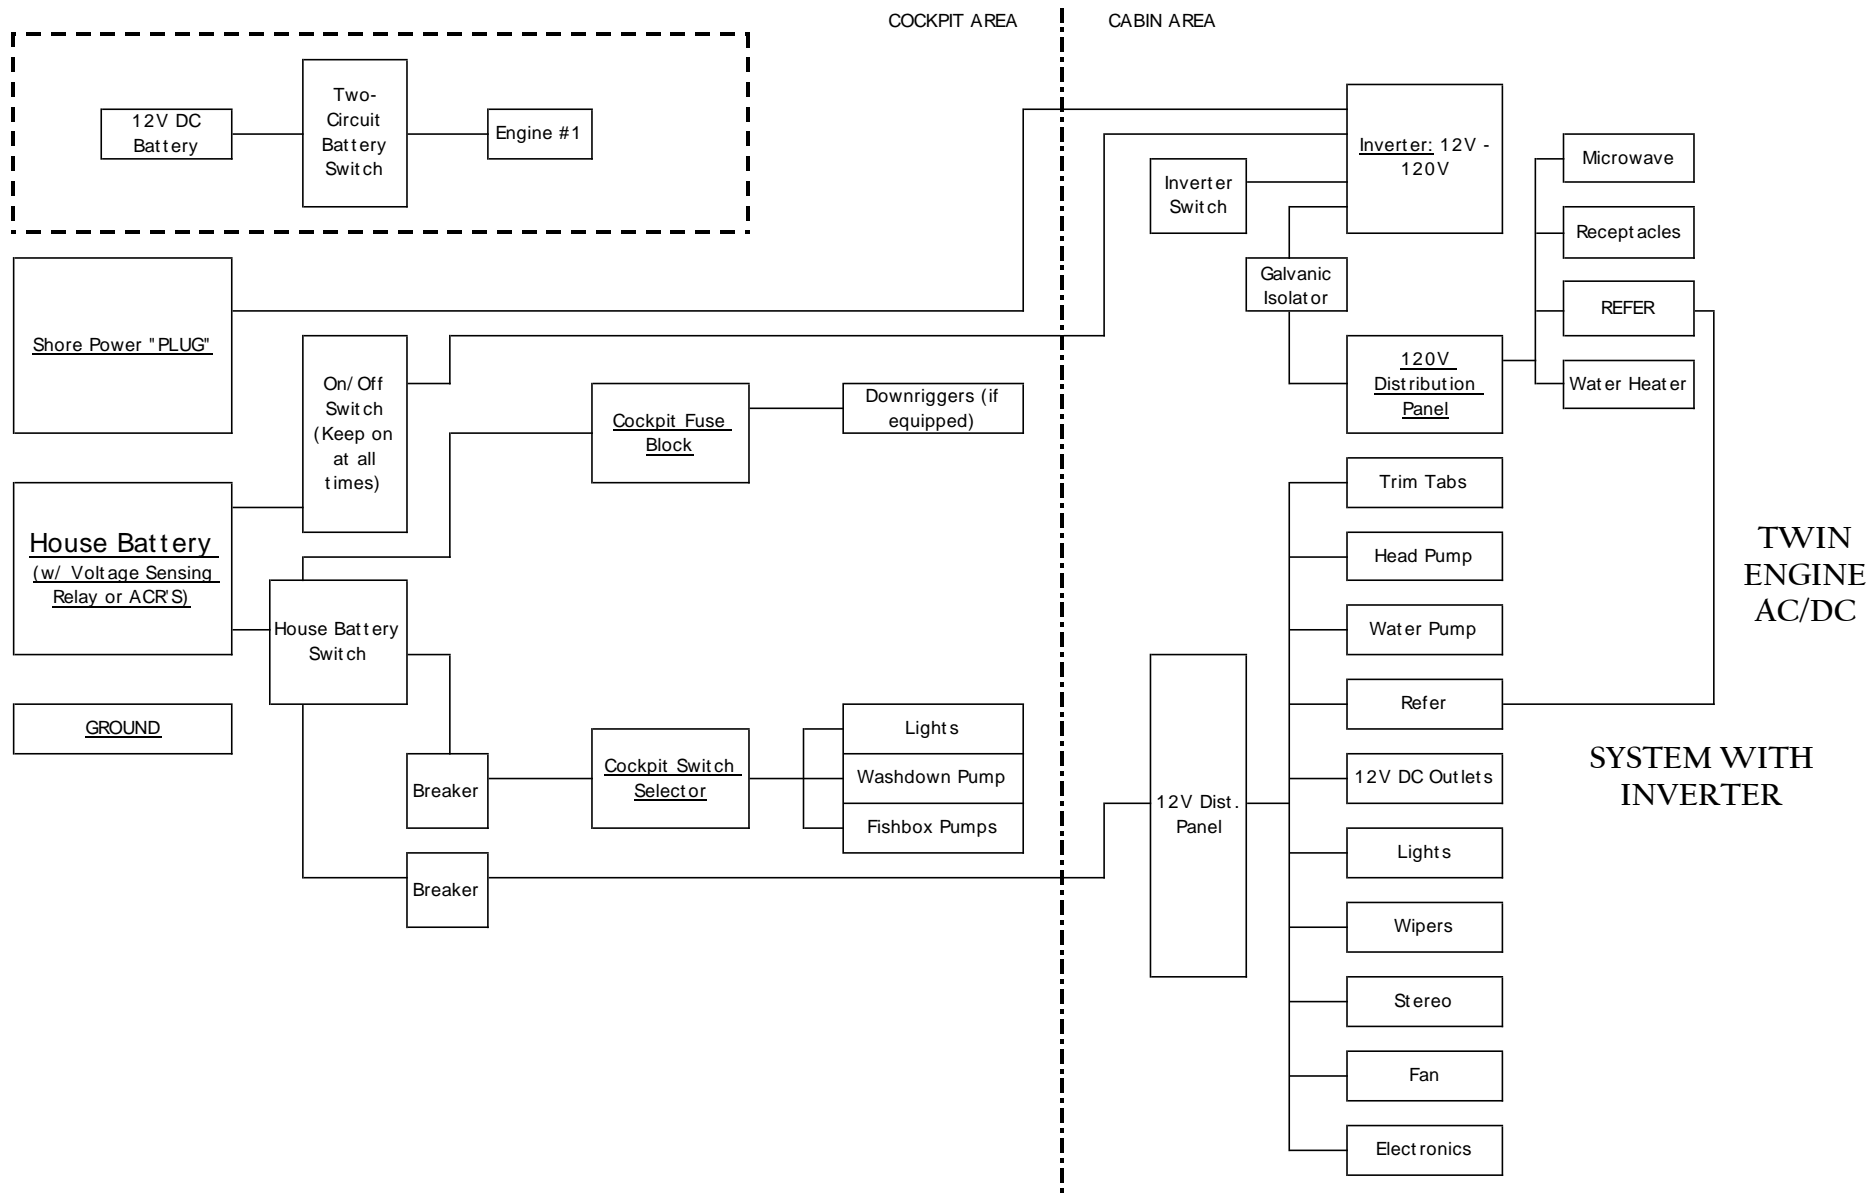 COCKPIT AREA
CABIN AREA
12V DC
Battery
Two-
Circuit
Battery
Switch
Engine #1
Inverter: 12V -
120V
Inverter
Switch
Microwave
Receptacles
REFER
Water Heater
Galvanic
Isolator
120V
Distribution
Panel
Shore Power "PLUG"
On/Off
Switch
(Keep on
at all
times)
Cockpit Fuse
Block
Downriggers (if
equipped)
House Battery
(w/ Voltage Sensing
Relay or ACR'S)
House Battery
Switch
GROUND
Breaker
Cockpit Switch
Selector
Lights
Washdown Pump
Fishbox Pumps
Breaker
12V Dist.
Panel
Trim Tabs
Head Pump
Water Pump
Refer
12V DC Outlets
Lights
Wipers
Stereo
Fan
Electronics
TWIN
ENGINE
AC/DC
SYSTEM WITH
INVERTER